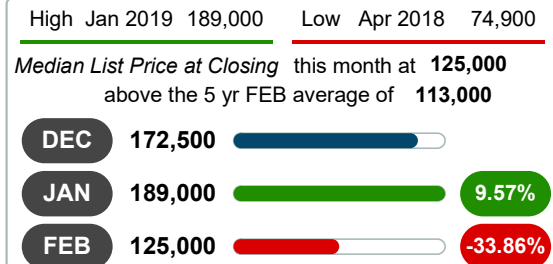 High Jan 2019 189,000 Low Apr 2018 74,900
Median List Price at Closing this month at 125,000
above the 5 yr FEB average of 113,000
DEC 172,500
JAN 189,000 9.57%
FEB 125,000 -33.86%